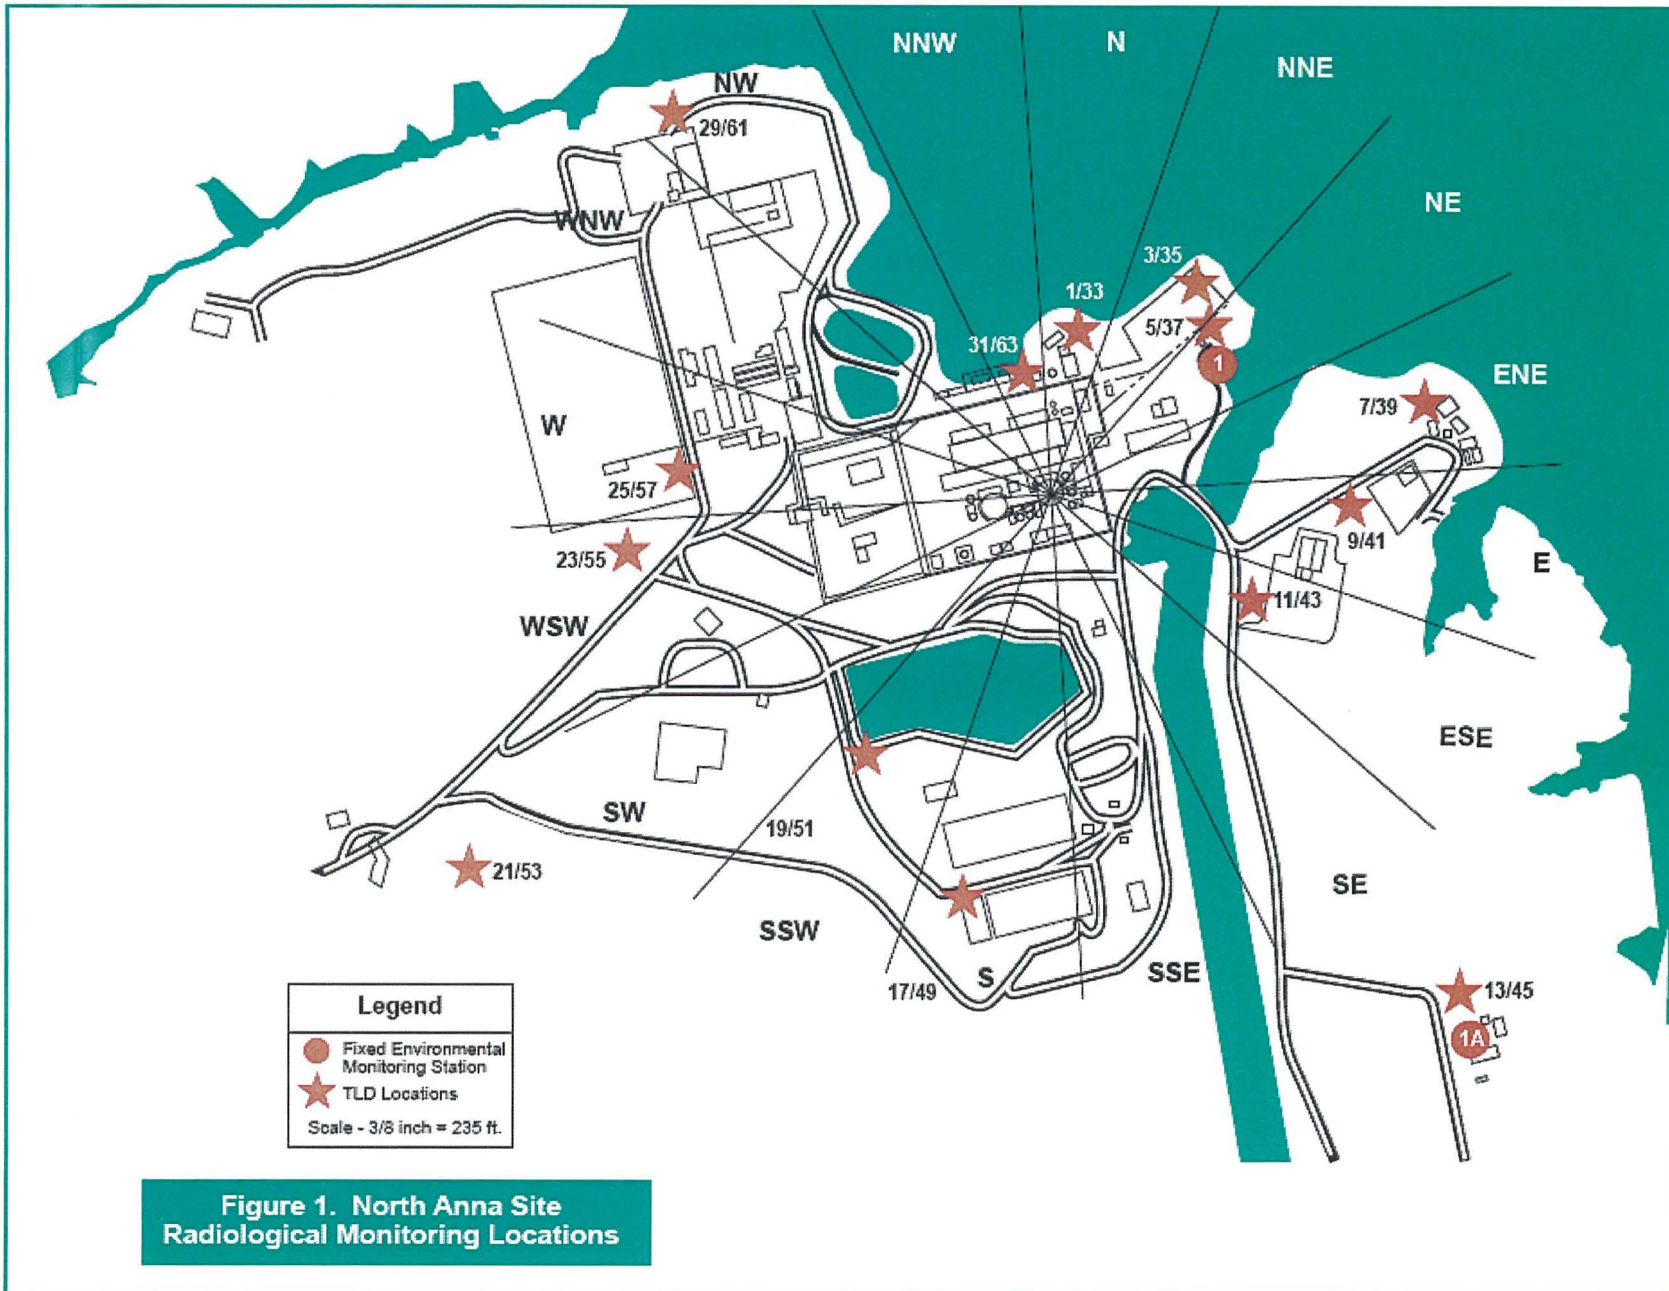 NNW
N
NNE
NW
29/61
NE
WNW
3/35
1/33
5/37
31/63
1
ENE
7/39
W
25/57
9/41
23/55
E
11/43
WSW
ESE
SW
19/51
21/53
SE
SSW
S
SSE
17/49
13/45
1A
Legend
Fixed Environmental
Monitoring Station
TLD Locations
Scale - 3/8 inch = 235 ft.
Figure 1. North Anna Site
Radiological Monitoring Locations